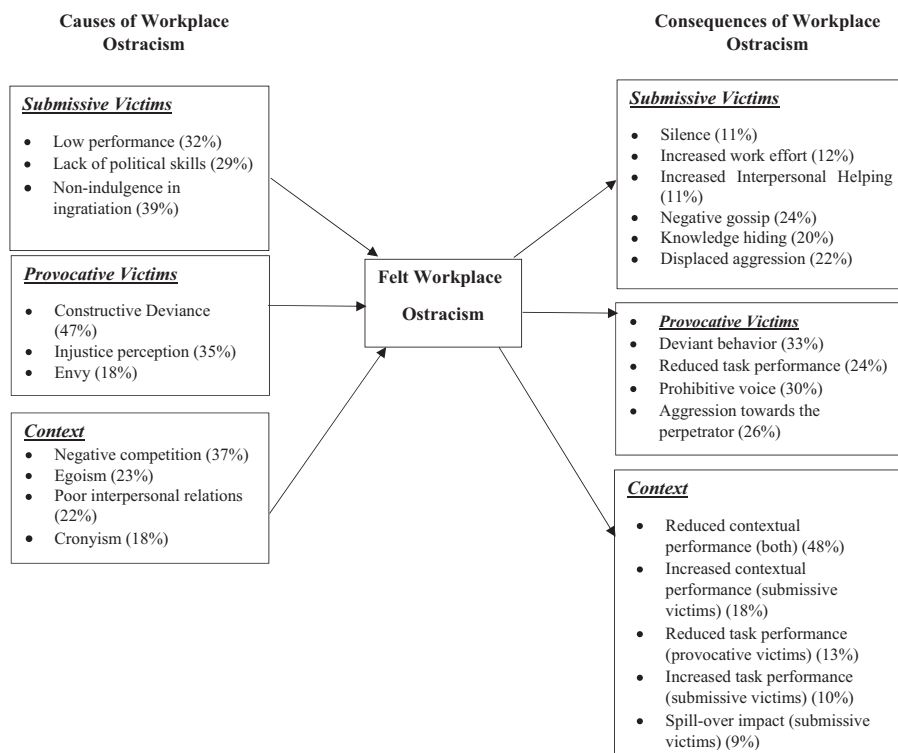 Causes of Workplace
Ostracism
Submissive Victims
• Low performance (32%)
• Lack of political skills (29%)
• Non-indulgence in
ingratiation (39%)
Provocative Victims
• Constructive Deviance
(47%)
• Injustice perception (35%)
• Envy (18%)
Context
• Negative competition (37%)
• Egoism (23%)
• Poor interpersonal relations
(22%)
• Cronyism (18%)
Felt Workplace
Ostracism
Consequences of Workplace
Ostracism
Submissive Victims
• Silence (11%)
• Increased work effort (12%)
• Increased Interpersonal Helping
(11%)
• Negative gossip (24%)
• Knowledge hiding (20%)
• Displaced aggression (22%)
• Provocative Victims
• Deviant behavior (33%)
• Reduced task performance (24%)
• Prohibitive voice (30%)
• Aggression towards the
perpetrator (26%)
Context
• Reduced contextual
performance (both) (48%)
• Increased contextual
performance (submissive
victims) (18%)
• Reduced task performance
(provocative victims) (13%)
• Increased task performance
(submissive victims) (10%)
• Spill-over impact (submissive
victims) (9%)